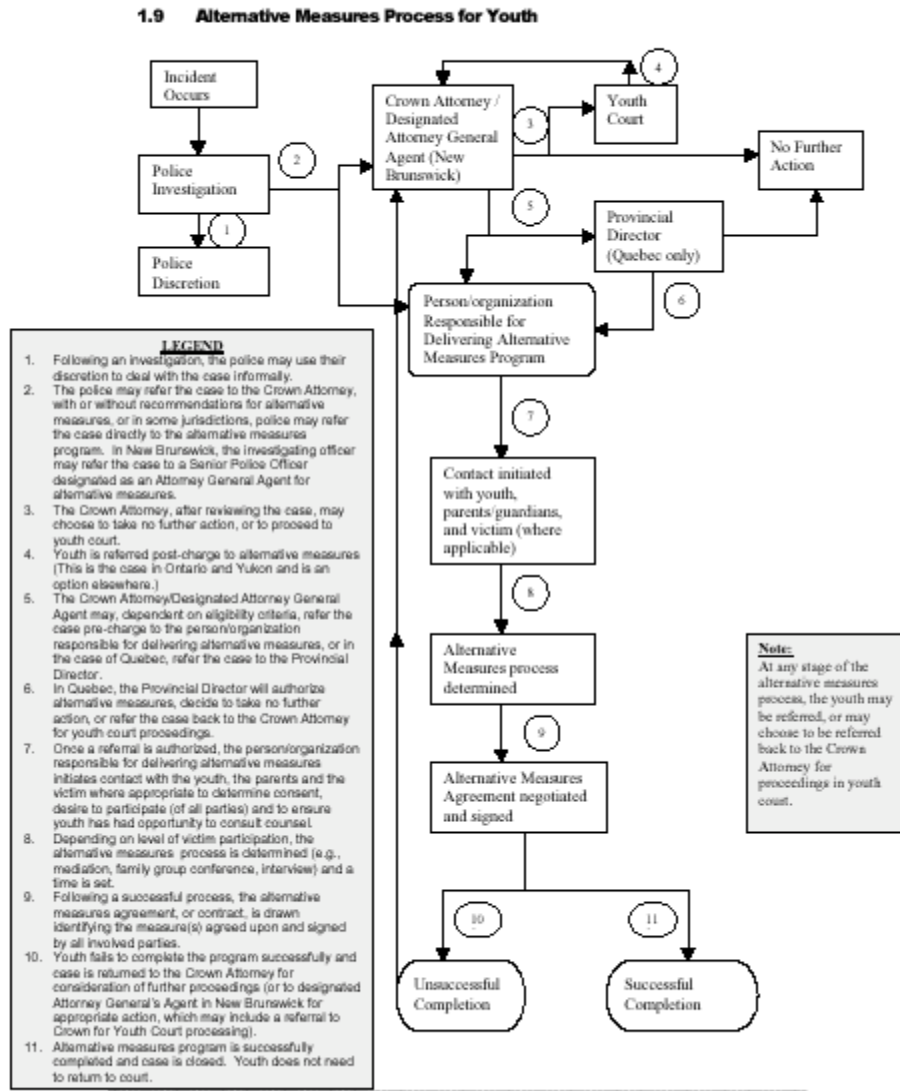 1.9 Alternative Measures Process for Youth
Incident
Occurs
Police
Investigation
2
1
Police
Discretion
Crown Attorney /
Designated
Attorney General
Agent (New
Brunswick)
3
4
Youth
Court
No Further
Action
5
Provincial
Director
(Quebec only)
6
Person/organization
Responsible for
Delivering Alternative
Measures Program
7
Contact initiated
with youth,
parents/guardians,
and victim (where
applicable)
8
Alternative
Measures process
determined
9
Alternative Measures
Agreement negotiated
and signed
10
11
Unsuccessful
Completion
Successful
Completion
LEGEND
1. Following an investigation, the police may use their
discretion to deal with the case informally.
2. The police may refer the case to the Crown Attorney,
with or without recommendations for alternative
measures, or in some jurisdictions, police may refer
the case directly to the alternative measures
program. In New Brunswick, the investigating officer
may refer the case to a Senior Police Officer
designated as an Attorney General Agent for
alternative measures.
3. The Crown Attorney, after reviewing the case, may
choose to take no further action, or to proceed to
youth court.
4. Youth is referred post-charge to alternative measures
(This is the case in Ontario and Yukon and is an
option elsewhere.)
5. The Crown Attorney/Designated Attorney General
Agent may, dependent on eligibility criteria, refer the
case pre-charge to the person/organization
responsible for delivering alternative measures, or in
the case of Quebec, refer the case to the Provincial
Director.
6. In Quebec, the Provincial Director will authorize
alternative measures, decide to take no further
action, or refer the case back to the Crown Attorney
for youth court proceedings.
7. Once a referral is authorized, the person/organization
responsible for delivering alternative measures
initiates contact with the youth, the parents and the
victim where appropriate to determine consent,
desire to participate (of all parties) and to ensure
youth has had opportunity to consult counsel.
8. Depending on level of victim participation, the
alternative measures process is determined (e.g.,
mediation, family group conference, interview) and a
time is set.
9. Following a successful process, the alternative
measures agreement, or contract, is drawn
identifying the measure(s) agreed upon and signed
by all involved parties.
10. Youth fails to complete the program successfully and
case is returned to the Crown Attorney for
consideration of further proceedings (or to designated
Attorney General's Agent in New Brunswick for
appropriate action, which may include a referral to
Crown for Youth Court processing).
11. Alternative measures program is successfully
completed and case is closed. Youth does not need
to return to court.
Note:
At any stage of the
alternative measures
process, the youth may
be referred, or may
choose to be referred
back to the Crown
Attorney for
proceedings in youth
court.